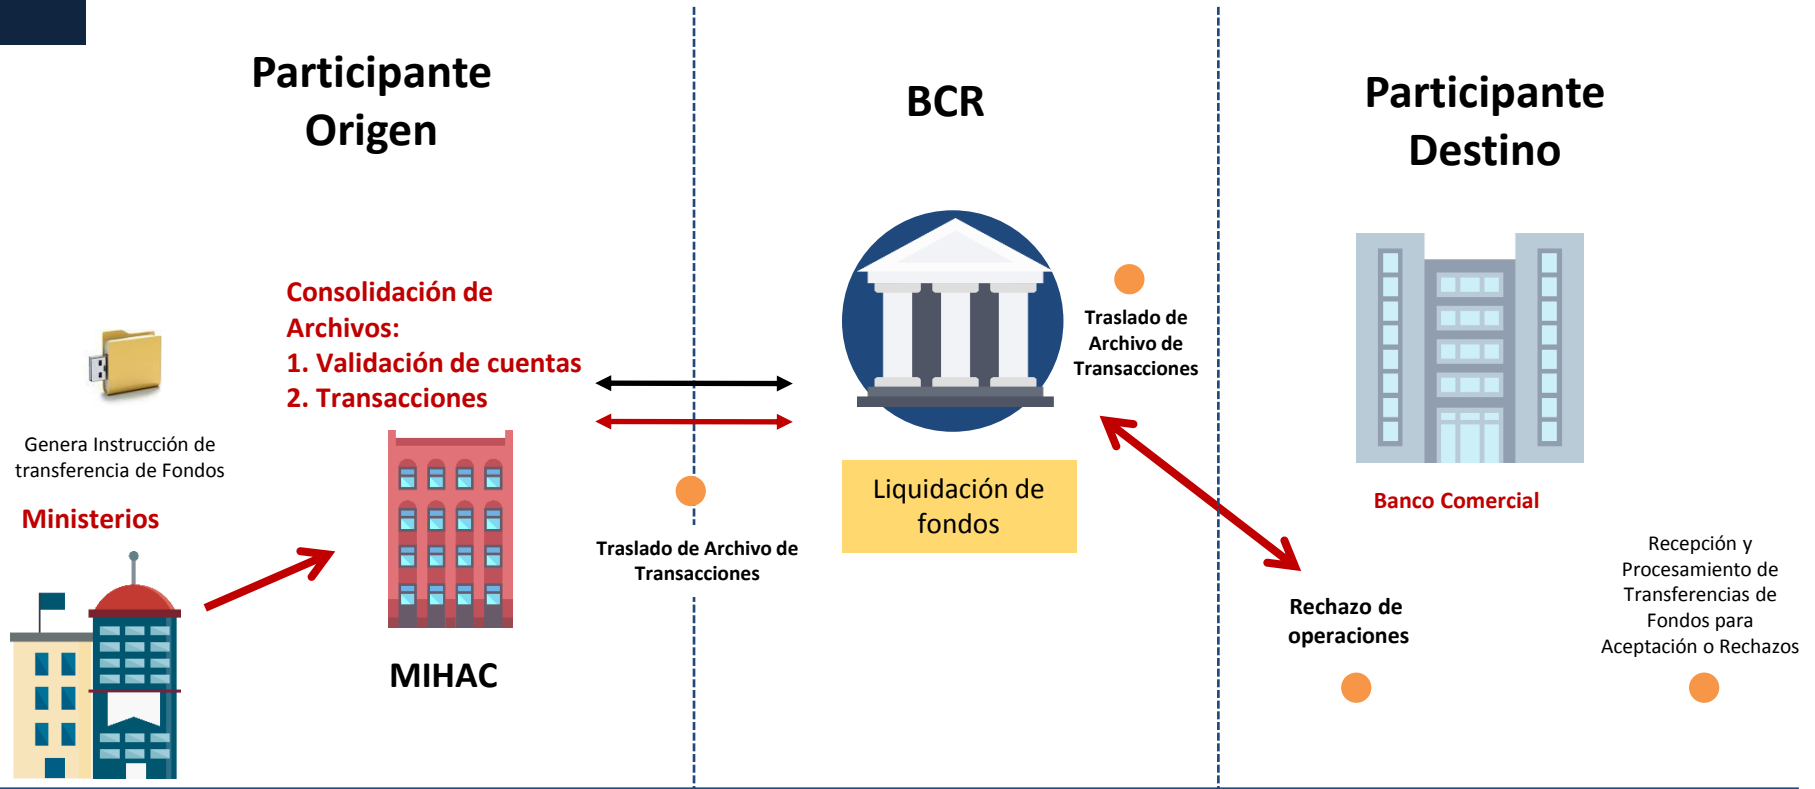 Participante
Origen
BCR
Participante
Destino
Consolidación de
Archivos:
1. Validación de cuentas
2. Transacciones
Genera Instrucción de
transferencia de Fondos
Ministerios
MIHAC
Traslado de Archivo de
Transacciones
Liquidación de
fondos
Traslado de
Archivo de
Transacciones
Banco Comercial
Rechazo de
operaciones
Recepción y
Procesamiento de
Transferencias de
Fondos para
Aceptación o Rechazos